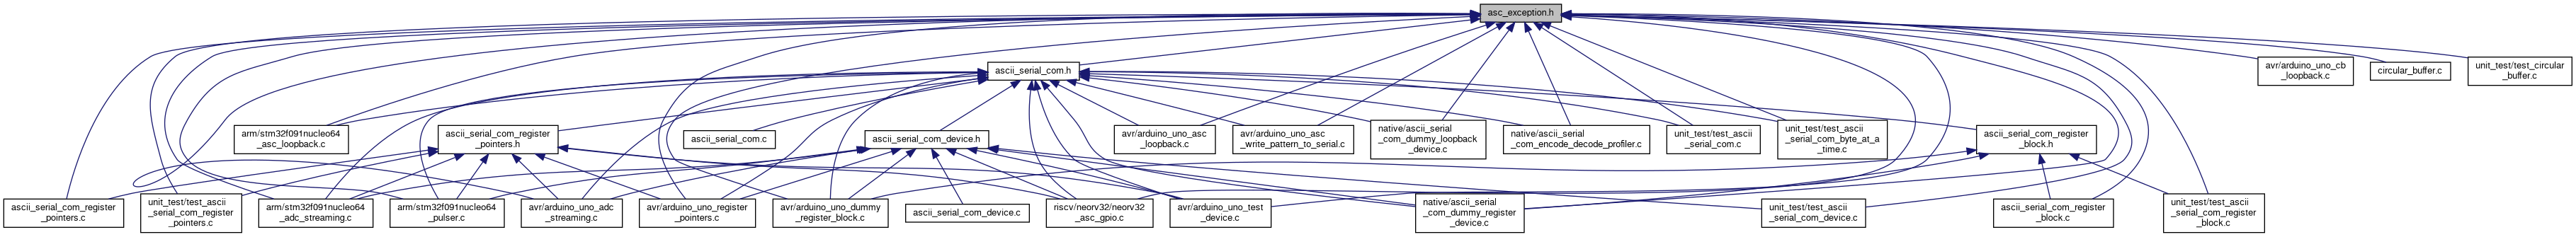 asc_exception.h
ascii_serial_com.h
avr/arduino_uno_cb
_loopback.c
circular_buffer.c
unit_test/test_circular
_buffer.c
arm/stm32f091nucleo64
_asc_loopback.c
ascii_serial_com_register
_pointers.h
ascii_serial_com.c
ascii_serial_com_device.h
avr/arduino_uno_asc
_loopback.c
avr/arduino_uno_asc
_write_pattern_to_serial.c
native/ascii_serial
_com_dummy_loopback
_device.c
native/ascii_serial
_com_encode_decode_profiler.c
unit_test/test_ascii
_serial_com.c
unit_test/test_ascii
_serial_com_byte_at_a
_time.c
ascii_serial_com_register
_block.h
ascii_serial_com_register
_pointers.c
unit_test/test_ascii
_serial_com_register
_pointers.c
arm/stm32f091nucleo64
_adc_streaming.c
arm/stm32f091nucleo64
_pulser.c
avr/arduino_uno_adc
_streaming.c
avr/arduino_uno_register
_pointers.c
avr/arduino_uno_dummy
_register_block.c
ascii_serial_com_device.c
riscv/neorv32/neorv32
_asc_gpio.c
avr/arduino_uno_test
_device.c
native/ascii_serial
_com_dummy_register
_device.c
unit_test/test_ascii
_serial_com_device.c
ascii_serial_com_register
_block.c
unit_test/test_ascii
_serial_com_register
_block.c